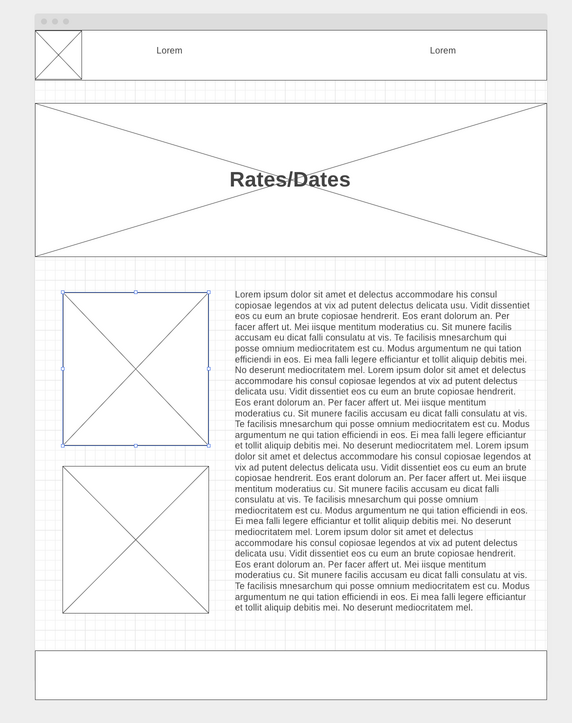 Lorem
Lorem
Rates/Dates
Lorem ipsum dolor sit amet et delectus accommodare his consul
copiosae legendos at vix ad putent delectus delicata usu. Vidit dissentiet
eos cu eum an brute copiosae hendrerit. Eos erant dolorum an. Per
facer affert ut. Mei iisque mentitum moderatius cu. Sit munere facilis
accusam eu dicat falli consulatu at vis. Te facilisis mnesarchum qui
posse omnium mediocritatem est cu. Modus argumentum ne qui tation
efficiendi in eos. Ei mea falli legere efficiantur et tollit aliquip debitis mei.
No deserunt mediocritatem mel. Lorem ipsum dolor sit amet et delectus
accommodare his consul copiosae legendos at vix ad putent delectus
delicata usu. Vidit dissentiet eos cu eum an brute copiosae hendrerit.
Eos erant dolorum an. Per facer affert ut. Mei iisque mentitum
moderatius cu. Sit munere facilis accusam eu dicat falli consulatu at vis.
Te facilisis mnesarchum qui posse omnium mediocritatem est cu. Modus
argumentum ne qui tation efficiendi in eos. Ei mea falli legere efficiantur
et tollit aliquip debitis mei. No deserunt mediocritatem mel. Lorem ipsum
dolor sit amet et delectus accommodare his consul copiosae legendos at
vix ad putent delectus delicata usu. Vidit dissentiet eos cu eum an brute
copiosae hendrerit. Eos erant dolorum an. Per facer affert ut. Mei iisque
mentitum moderatius cu. Sit munere facilis accusam eu dicat falli
consulatu at vis. Te facilisis mnesarchum qui posse omnium
mediocritatem est cu. Modus argumentum ne qui tation efficiendi in eos.
Ei mea falli legere efficiantur et tollit aliquip debitis mei. No deserunt
mediocritatem mel. Lorem ipsum dolor sit amet et delectus
accommodare his consul copiosae legendos at vix ad putent delectus
delicata usu. Vidit dissentiet eos cu eum an brute copiosae hendrerit.
Eos erant dolorum an. Per facer affert ut. Mei iisque mentitum
moderatius cu. Sit munere facilis accusam eu dicat falli consulatu at vis.
Te facilisis mnesarchum qui posse omnium mediocritatem est cu. Modus
argumentum ne qui tation efficiendi in eos. Ei mea falli legere efficiantur
et tollit aliquip debitis mei. No deserunt mediocritatem mel.